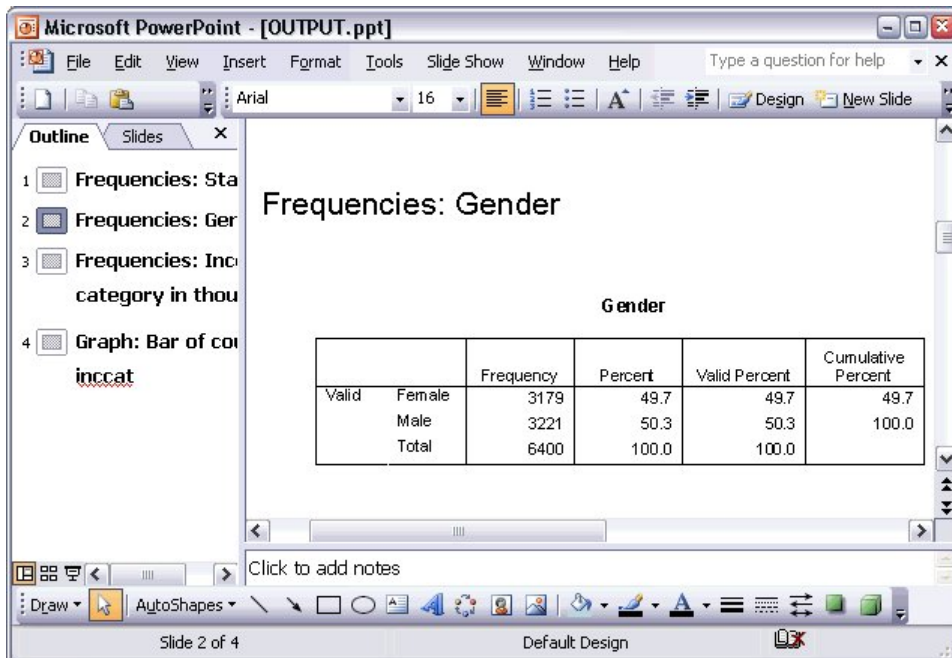 Microsoft PowerPoint - [OUTPUT.ppt]
File Edit View Insert Format Tools Slide Show Window Help Type a question for help
Arial 16 A Design New Slide
Outline Slides
1 Frequencies: Sta
2 Frequencies: Ger
3 Frequencies: Inc
category in thou
4 Graph: Bar of cou
inccat
Frequencies: Gender
Gender
Frequency Percent Valid Percent Cumulative Percent
Valid Female 3179 49.7 49.7 49.7
Male 3221 50.3 50.3 100.0
Total 6400 100.0 100.0
Click to add notes
Draw AutoShapes A A
Slide 2 of 4 Default Design